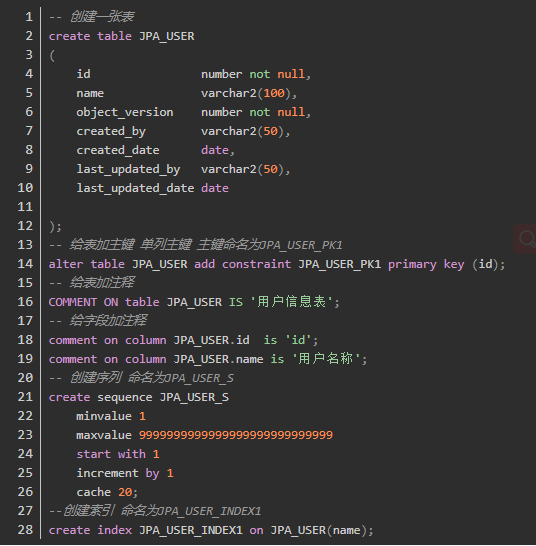 1 -- 创建一张表
2 create table JPA_USER
3 (
4 id number not null,
5 name varchar2(100),
6 object_version number not null,
7 created_by varchar2(50),
8 created_date date,
9 last_updated_by varchar2(50),
10 last_updated_date date
11
12 );
13 -- 给表加主键 单列主键 主键命名为JPA_USER_PK1
14 alter table JPA_USER add constraint JPA_USER_PK1 primary key (id);
15 -- 给表加注释
16 COMMENT ON table JPA_USER IS '用户信息表';
17 -- 给字段加注释
18 comment on column JPA_USER.id  is 'id';
19 comment on column JPA_USER.name is '用户名称';
20 -- 创建序列 命名为JPA_USER_S
21 create sequence JPA_USER_S
22 minvalue 1
23 maxvalue 9999999999999999999999999999
24 start with 1
25 increment by 1
26 cache 20;
27 --创建索引 命名为JPA_USER_INDEX1
28 create index JPA_USER_INDEX1 on JPA_USER(name);